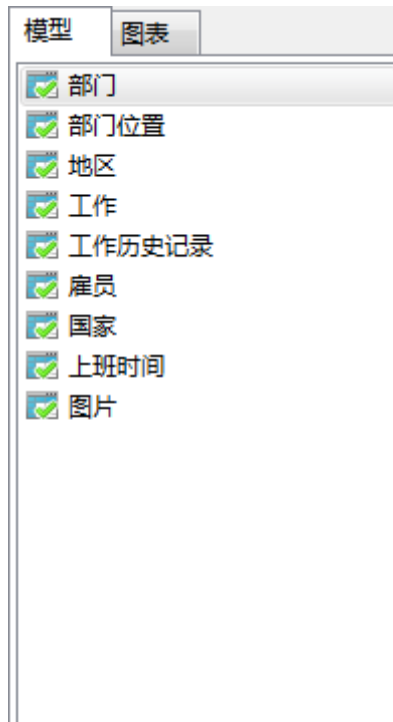 模型 图表
部门
部门位置
地区
工作
工作历史记录
雇员
国家
上班时间
图片